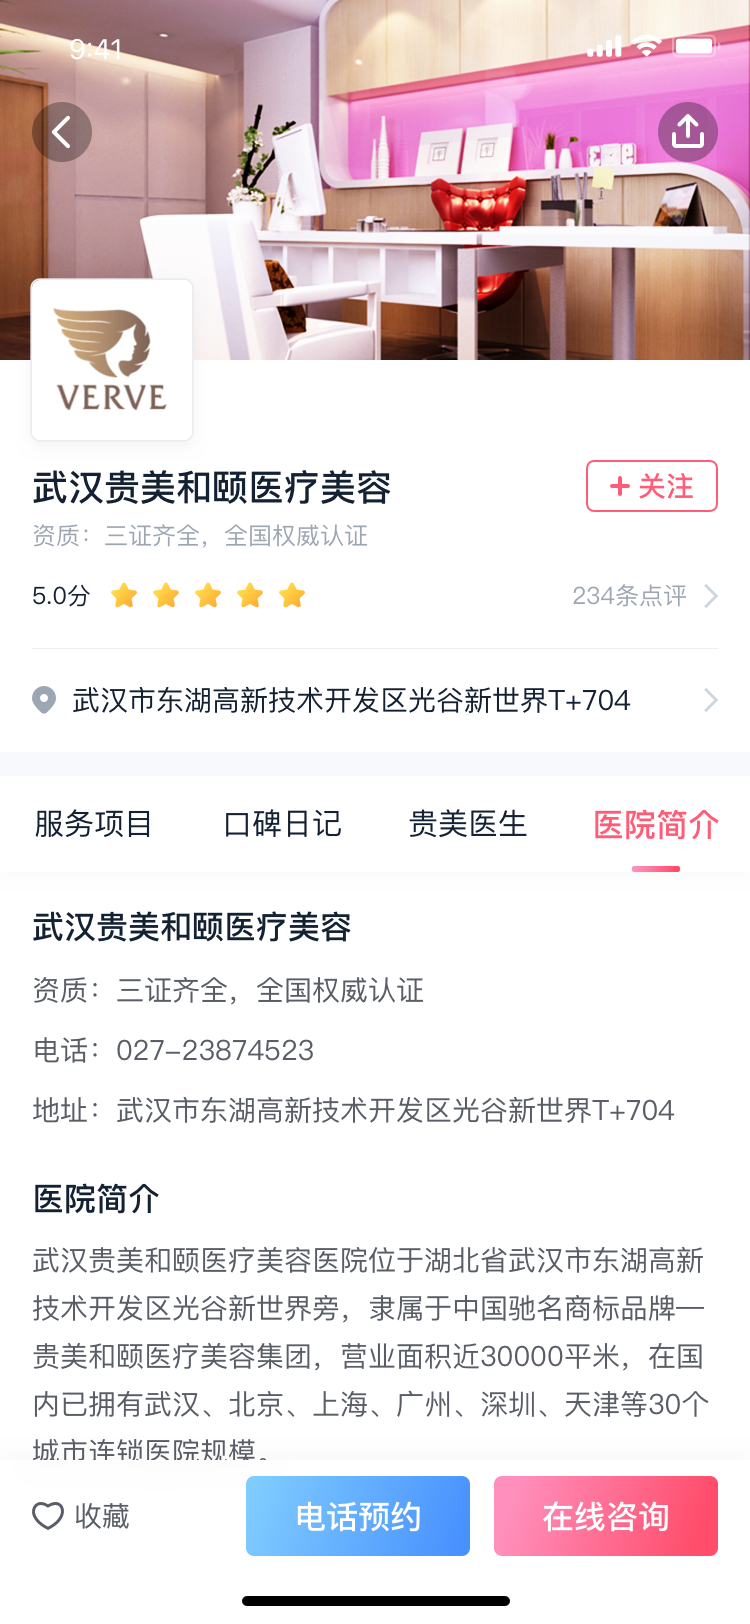 9:41
VERVE
武汉贵美和颐医疗美容
+ 关注
资质：三证齐全，全国权威认证
5.0分
234条点评
武汉市东湖高新技术开发区光谷新世界T+704
服务项目
口碑日记
贵美医生
医院简介
武汉贵美和颐医疗美容
资质：三证齐全，全国权威认证
电话：027-23874523
地址：武汉市东湖高新技术开发区光谷新世界T+704
医院简介
武汉贵美和颐医疗美容医院位于湖北省武汉市东湖高新
技术开发区光谷新世界旁，隶属于中国驰名商标品牌—
贵美和颐医疗美容集团，营业面积近30000平米，在国
内已拥有武汉、北京、上海、广州、深圳、天津等30个
城市连锁医院规模。
收藏
电话预约
在线咨询